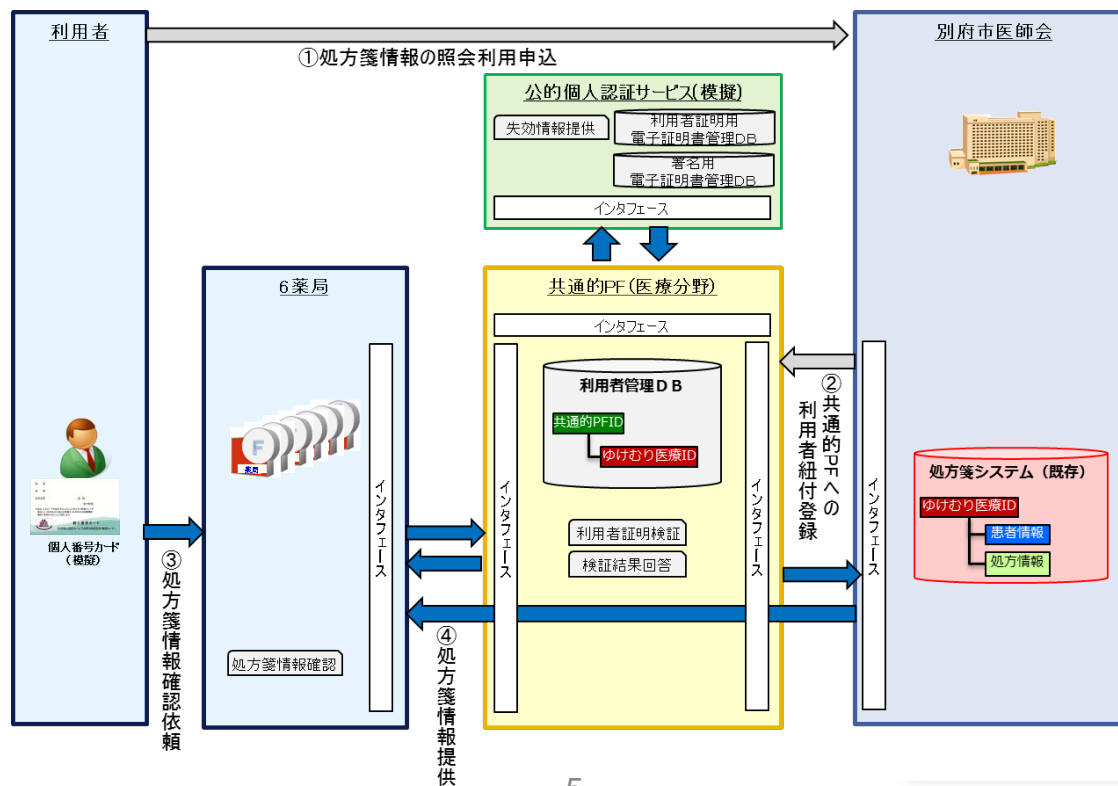 利用者
①処方箋情報の照会利用申込
別府市医師会
公的個人認証サービス(模擬)
失効情報提供
利用者証明用
電子証明書管理DB
署名用
電子証明書管理DB
インタフェース
6薬局
共通的PF(医療分野)
インタフェース
利用者管理DB
共通的PFID
ゆけむり医療ID
②共通的PFへの
利用者紐付登録
処方箋システム（既存）
ゆけむり医療ID
患者情報
処方情報
F
薬局
インタフェース
インタフェース
インタフェース
インタフェース
利用者証明検証
検証結果回答
個人番号カード
個人番号カード
（模擬）
③処方箋情報確認依頼
処方箋情報確認
④処方箋情報提供
5